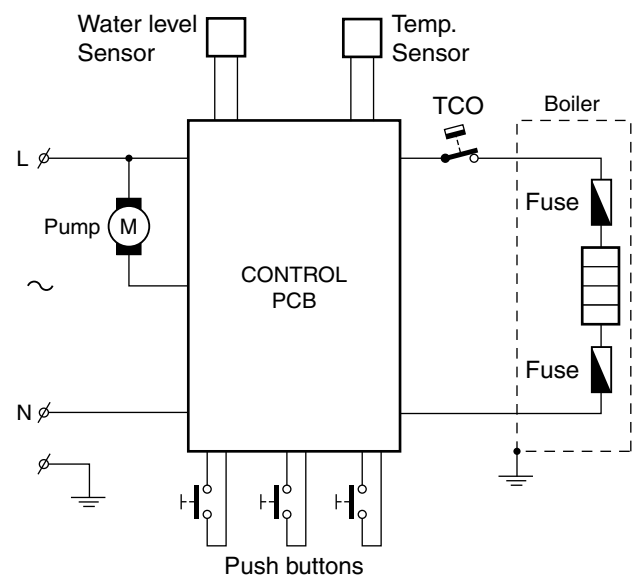 Water level
Sensor
Temp.
Sensor
TCO
Boiler
L
Fuse
Pump
M
CONTROL
PCB
~
Fuse
N
Push buttons